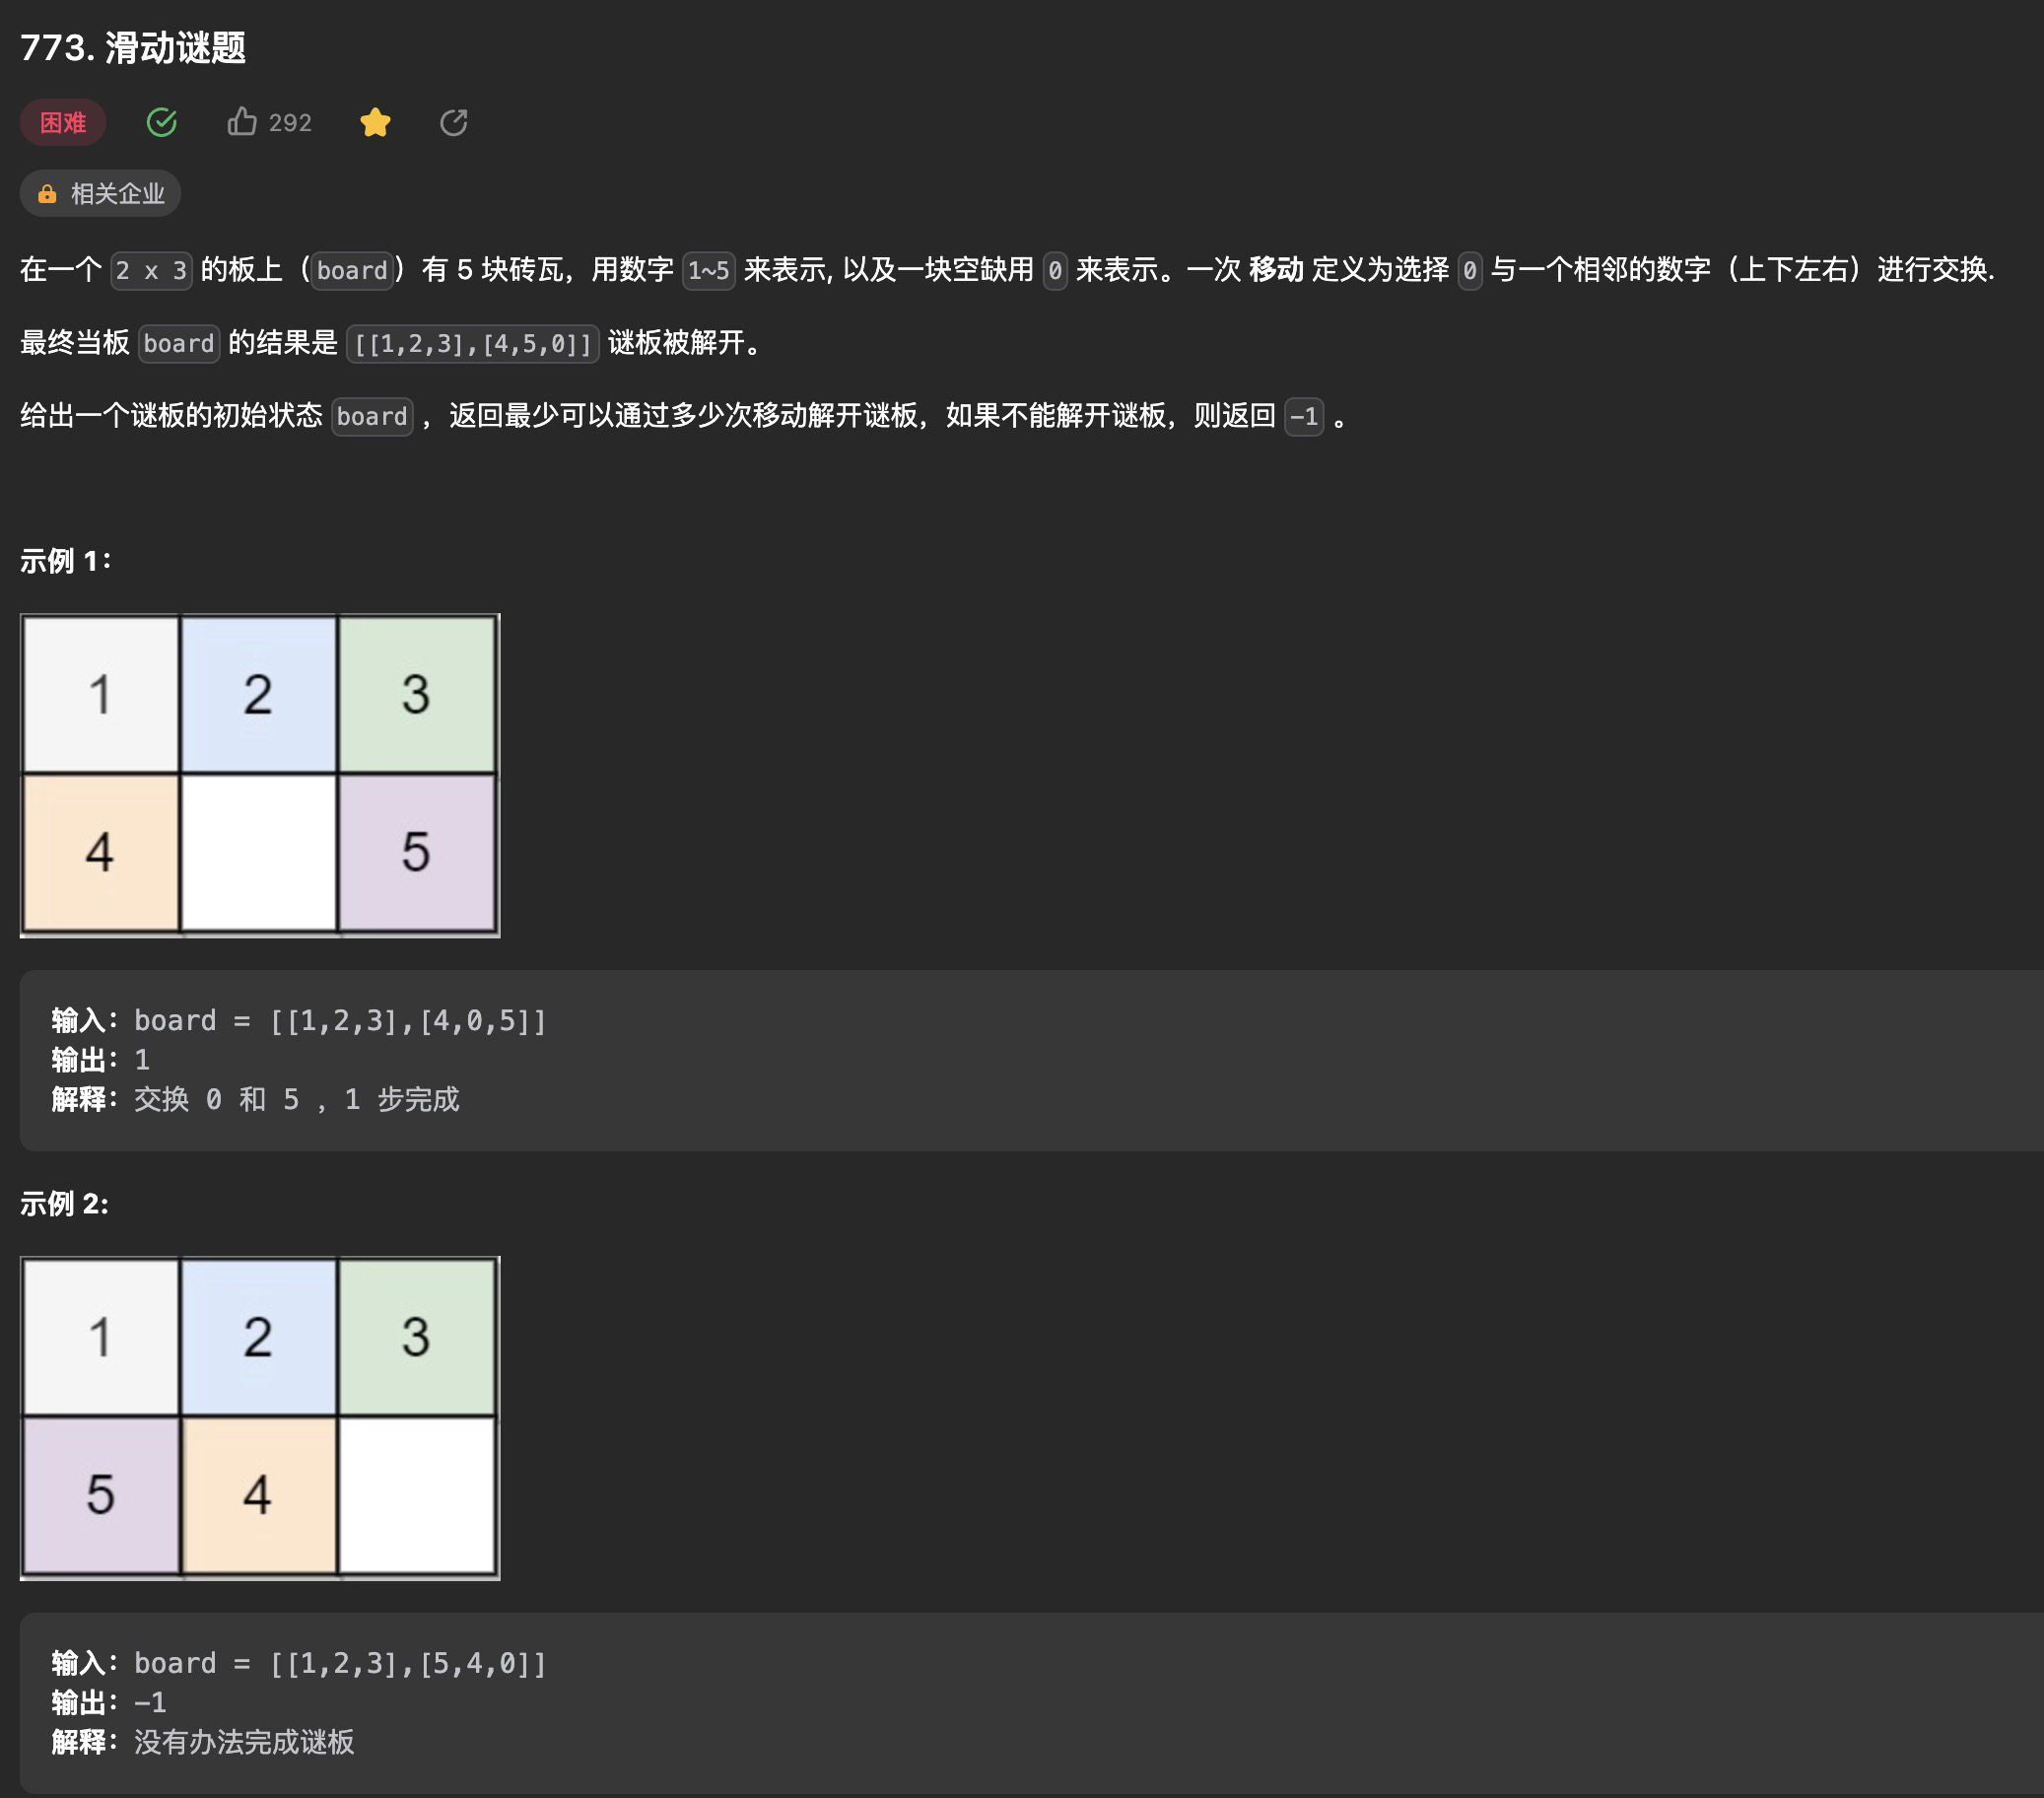 773. 滑动谜题
困难 292
相关企业
在一个 2 x 3 的板上（board）有 5 块砖瓦，用数字 1~5 来表示, 以及一块空缺用 0 来表示。一次 移动 定义为选择 0 与一个相邻的数字（上下左右）进行交换.
最终当板 board 的结果是 [[1,2,3],[4,5,0]] 谜板被解开。
给出一个谜板的初始状态 board ，返回最少可以通过多少次移动解开谜板，如果不能解开谜板，则返回 -1 。
示例 1：
1 2 3
4 5
输入：board = [[1,2,3],[4,0,5]]
输出：1
解释：交换 0 和 5 ，1 步完成
示例 2:
1 2 3
5 4
输入：board = [[1,2,3],[5,4,0]]
输出：-1
解释：没有办法完成谜板